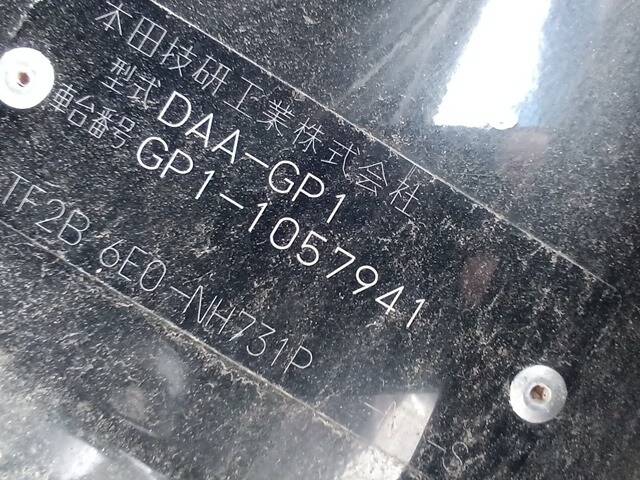 本田技研工業株式会社
型式 DAA-GP1
車台番号 GP1-1057941
TF2B 6E0-NH731P
-S